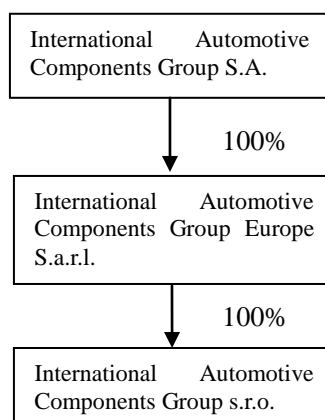 International Automotive
Components Group S.A.
100%
International Automotive
Components Group Europe
S.a.r.l.
100%
International Automotive
Components Group s.r.o.